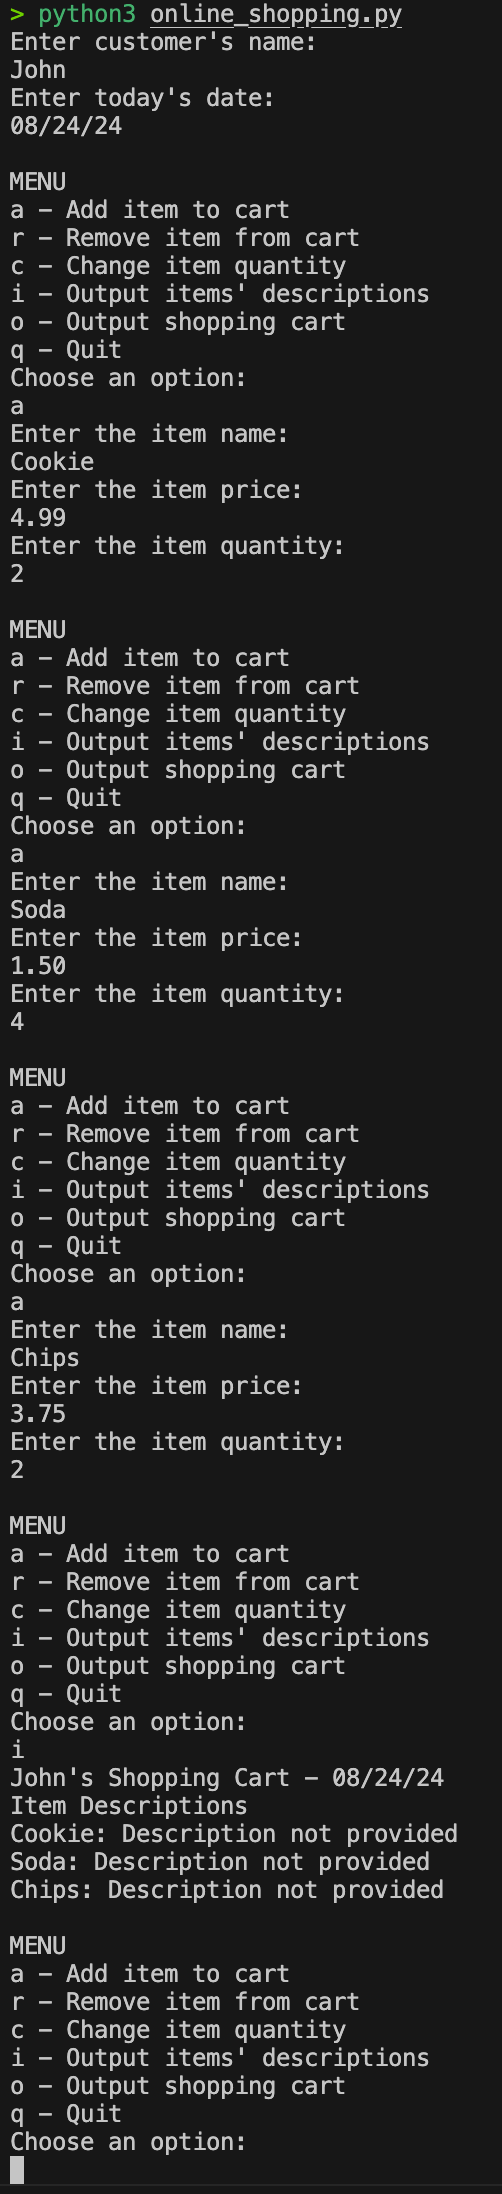 > python3 online_shopping.py
Enter customer's name:
John
Enter today's date:
08/24/24

MENU
a – Add item to cart
r – Remove item from cart
c – Change item quantity
i – Output items' descriptions
o – Output shopping cart
q – Quit
Choose an option:
a
Enter the item name:
Cookie
Enter the item price:
4.99
Enter the item quantity:
2

MENU
a – Add item to cart
r – Remove item from cart
c – Change item quantity
i – Output items' descriptions
o – Output shopping cart
q – Quit
Choose an option:
a
Enter the item name:
Soda
Enter the item price:
1.50
Enter the item quantity:
4

MENU
a – Add item to cart
r – Remove item from cart
c – Change item quantity
i – Output items' descriptions
o – Output shopping cart
q – Quit
Choose an option:
a
Enter the item name:
Chips
Enter the item price:
3.75
Enter the item quantity:
2

MENU
a – Add item to cart
r – Remove item from cart
c – Change item quantity
i – Output items' descriptions
o – Output shopping cart
q – Quit
Choose an option:
i
John's Shopping Cart – 08/24/24
Item Descriptions
Cookie: Description not provided
Soda: Description not provided
Chips: Description not provided

MENU
a – Add item to cart
r – Remove item from cart
c – Change item quantity
i – Output items' descriptions
o – Output shopping cart
q – Quit
Choose an option: